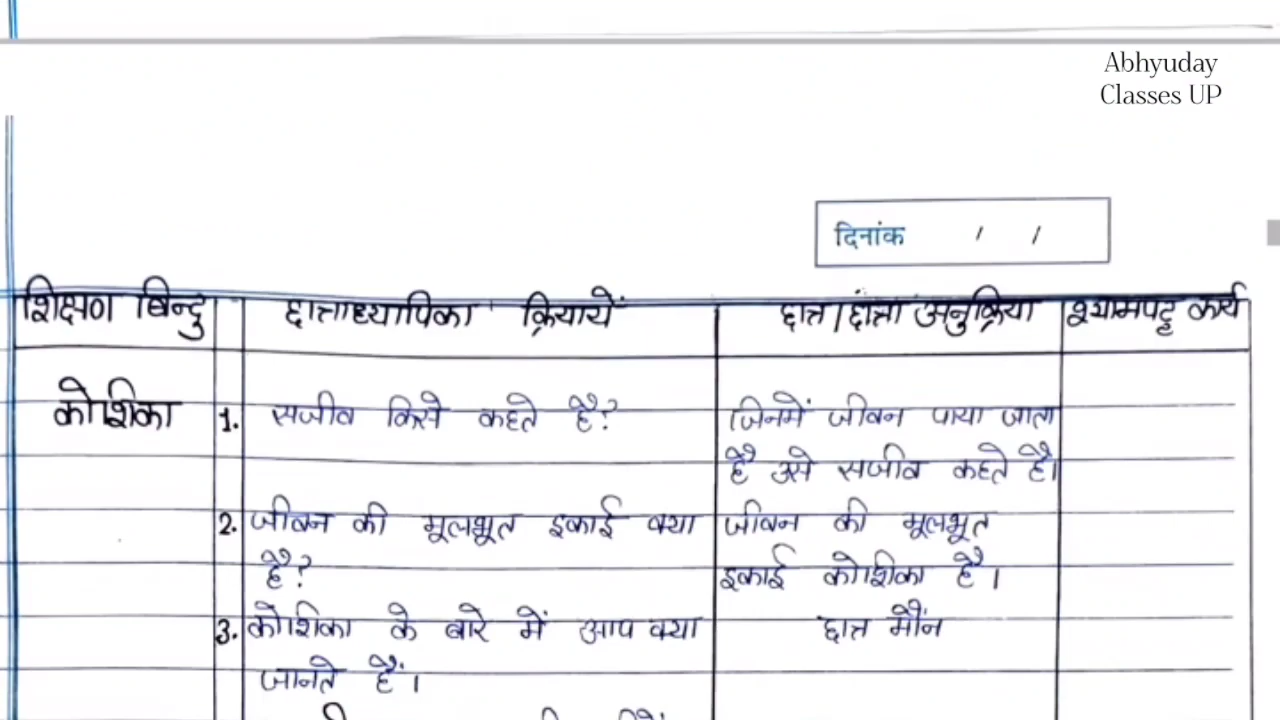 Abhyuday
Classes UP
दिनांक / /
शिक्षण बिन्दु छात्राध्यापिका क्रियायें छात्र/छात्रा अनुक्रिया श्यामपट्ट कार्य
कोशिका 1. सजीव किसे कहते है? जिनमें जीवन पाया जाता
है उसे सजीव कहते है।
2. जीवन की मूलभूत इकाई क्या जीवन की मूलभूत
है? इकाई कोशिका है।
3. कोशिका के बारे में आप क्या छात्र मौन
जानते हैं।